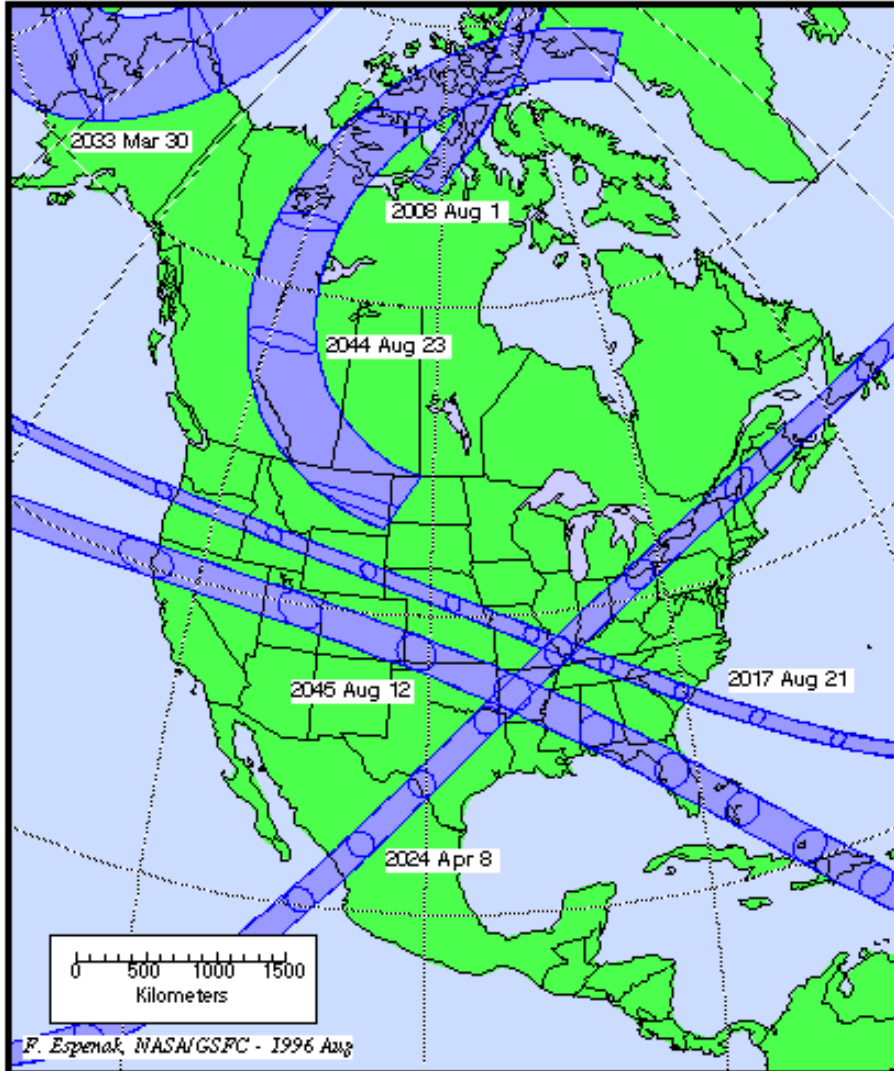 2033 Mar 30
2008 Aug 1
2044 Aug 23
2017 Aug 21
2045 Aug 12
2024 Apr 8
0 500 1000 1500
Kilometers
F. Espenak, NASA/GSFC - 1996 Aug